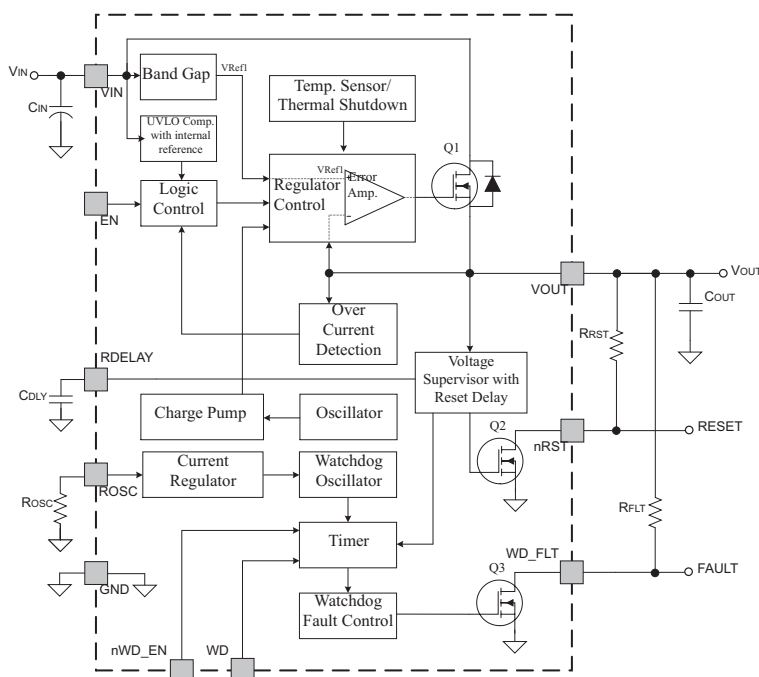 VIN
CIN
VIN
Band Gap
VRef1
Temp. Sensor/
Thermal Shutdown
UVLO Comp.
with internal
reference
EN
Logic
Control
Regulator
Control
VRef1
+
Error
Amp.
−
Q1
VOUT
VOUT
COUT
Over
Current
Detection
RRST
RDELAY
CDLY
Voltage
Supervisor with
Reset Delay
Charge Pump
Oscillator
Q2
nRST
RESET
ROSC
ROSC
Current
Regulator
Watchdog
Oscillator
RFLT
Timer
GND
WD_FLT
FAULT
Q3
Watchdog
Fault Control
nWD_EN
WD